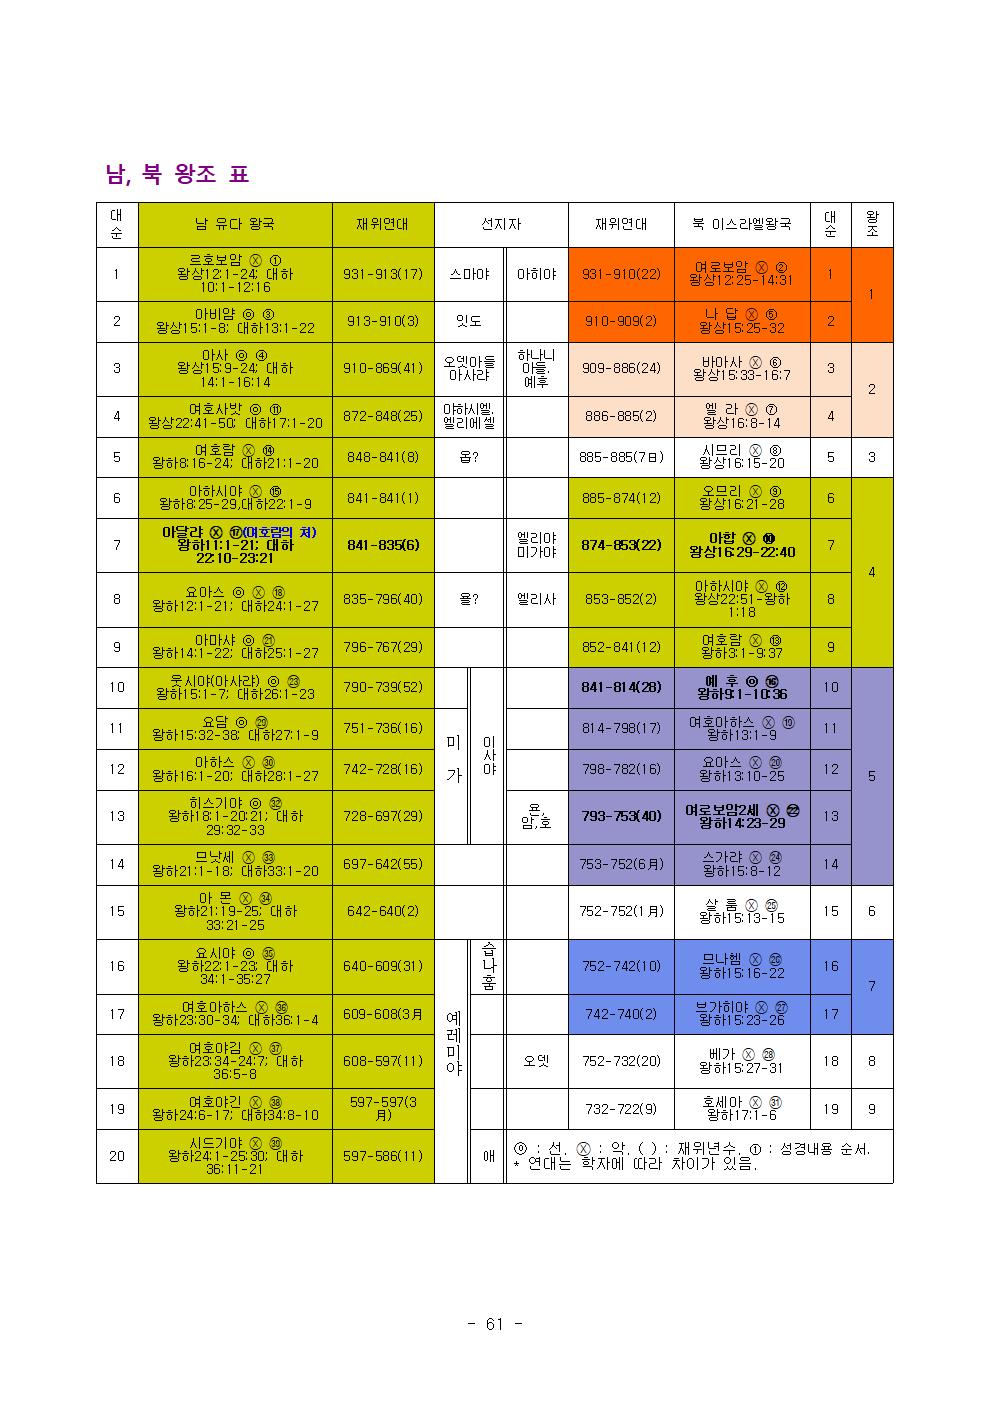 남, 북 왕조 표
대순 남 유다 왕국 재위연대 선지자 재위연대 북 이스라엘왕국 대순 왕조
1 르호보암 ⓧ ① 931-913(17) 스마야 아히야 931-910(22) 여로보암 ⓧ ② 1 1
왕상12:1-24; 대하 왕상12:25-14:31
10:1-12:16
2 아비얌 ◎ ③ 913-910(3) 잇도 910-909(2) 나 답 ⓧ ⑤ 2
왕상15:1-8; 대하13:1-22 왕상15:25-32
3 아사 ◎ ④ 910-869(41) 오뎃아들 하나니 909-886(24) 바아사 ⓧ ⑥ 3 2
왕상15:9-24; 대하 아사랴 아들. 왕상15:33-16:7
14:1-16:14 예후
4 여호사밧 ◎ ⑪ 872-848(25) 야하시엘. 886-885(2) 엘 라 ⓧ ⑦ 4
왕상22:41-50; 대하17:1-20 엘리에셀 왕상16:8-14
5 여호람 ⓧ ⑭ 848-841(8) 옵? 885-885(7日) 시므리 ⓧ ⑧ 5 3
왕하8:16-24; 대하21:1-20 왕상16:15-20
6 아하시야 ⓧ ⑮ 841-841(1) 885-874(12) 오므리 ⓧ ⑨ 6 4
왕하8:25-29,대하22:1-9 왕상16:21-28
7 아달랴 ⓧ ⑰(여호람의 처) 841-835(6) 엘리야 874-853(22) 아합 ⓧ ⑩ 7
왕하11:1-21; 대하 미가야 왕상16:29-22:40
22:10-23:21
8 요아스 ◎ ⓧ ⑱ 835-796(40) 욜? 엘리사 853-852(2) 아하시야 ⓧ ⑫ 8
왕하12:1-21; 대하24:1-27 왕상22:51-왕하
1:18
9 아마샤 ◎ ㉑ 796-767(29) 852-841(12) 여호람 ⓧ ⑬ 9
왕하14:1-22; 대하25:1-27 왕하3:1-9:37
10 웃시야(아사랴) ◎ ㉓ 790-739(52) 미가 이사야 841-814(28) 예 후 ◎ ⑯ 10 5
왕하15:1-7; 대하26:1-23 왕하9:1-10:36
11 요담 ◎ ㉙ 751-736(16) 814-798(17) 여호아하스 ⓧ ⑲ 11
왕하15:32-38; 대하27:1-9 왕하13:1-9
12 아하스 ⓧ ㉚ 742-728(16) 798-782(16) 요아스 ⓧ ⑳ 12
왕하16:1-20; 대하28:1-27 왕하13:10-25
13 히스기야 ◎ ㉜ 728-697(29) 욘, 793-753(40) 여로보암2세 ⓧ ㉒ 13
왕하18:1-20:21; 대하 암,호 왕하14:23-29
29:32-33
14 므낫세 ⓧ ㉝ 697-642(55) 753-752(6月) 스가랴 ⓧ ㉔ 14
왕하21:1-18; 대하33:1-20 왕하15:8-12
15 아 몬 ⓧ ㉞ 642-640(2) 752-752(1月) 살 룸 ⓧ ㉕ 15 6
왕하21:19-25; 대하 왕하15:13-15
33:21-25
16 요시야 ◎ ㉟ 640-609(31) 예레미야 습나훔 752-742(10) 므나헴 ⓧ ㉖ 16 7
왕하22:1-23; 대하 왕하15:16-22
34:1-35:27
17 여호아하스 ⓧ ㊱ 609-608(3月 742-740(2) 브가히야 ⓧ ㉗ 17
왕하23:30-34; 대하36:1-4 왕하15:23-26
18 여호야김 ⓧ ㊲ 608-597(11) 오뎃 752-732(20) 베가 ⓧ ㉘ 18 8
왕하23:34-24:7; 대하 왕하15:27-31
36:5-8
19 여호야긴 ⓧ ㊳ 597-597(3月) 732-722(9) 호세아 ⓧ ㉛ 19 9
왕하24:6-17; 대하34:8-10 왕하17:1-6
20 시드기야 ⓧ ㊴ 597-586(11) 애 ◎ : 선. ⓧ : 악. ( ) : 재위년수. ① : 성경내용 순서.
왕하24:1-25:30; 대하 * 연대는 학자에 따라 차이가 있음.
36:11-21
- 61 -